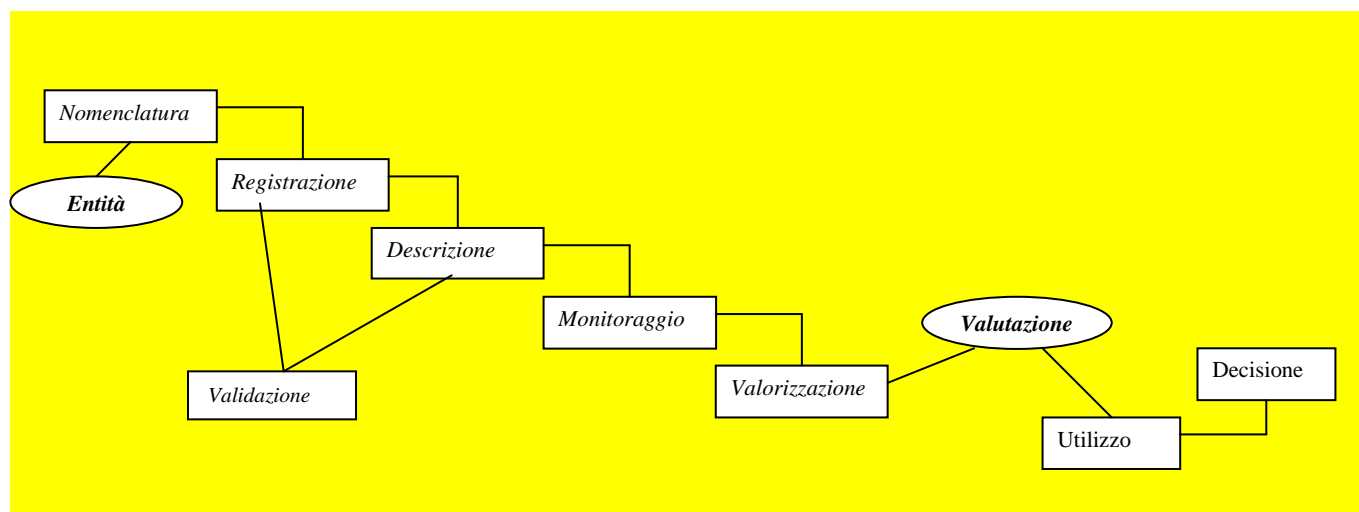 Nomenclatura
Registrazione
Entità
Descrizione
Monitoraggio
Valutazione
Decisione
Valorizzazione
Validazione
Utilizzo